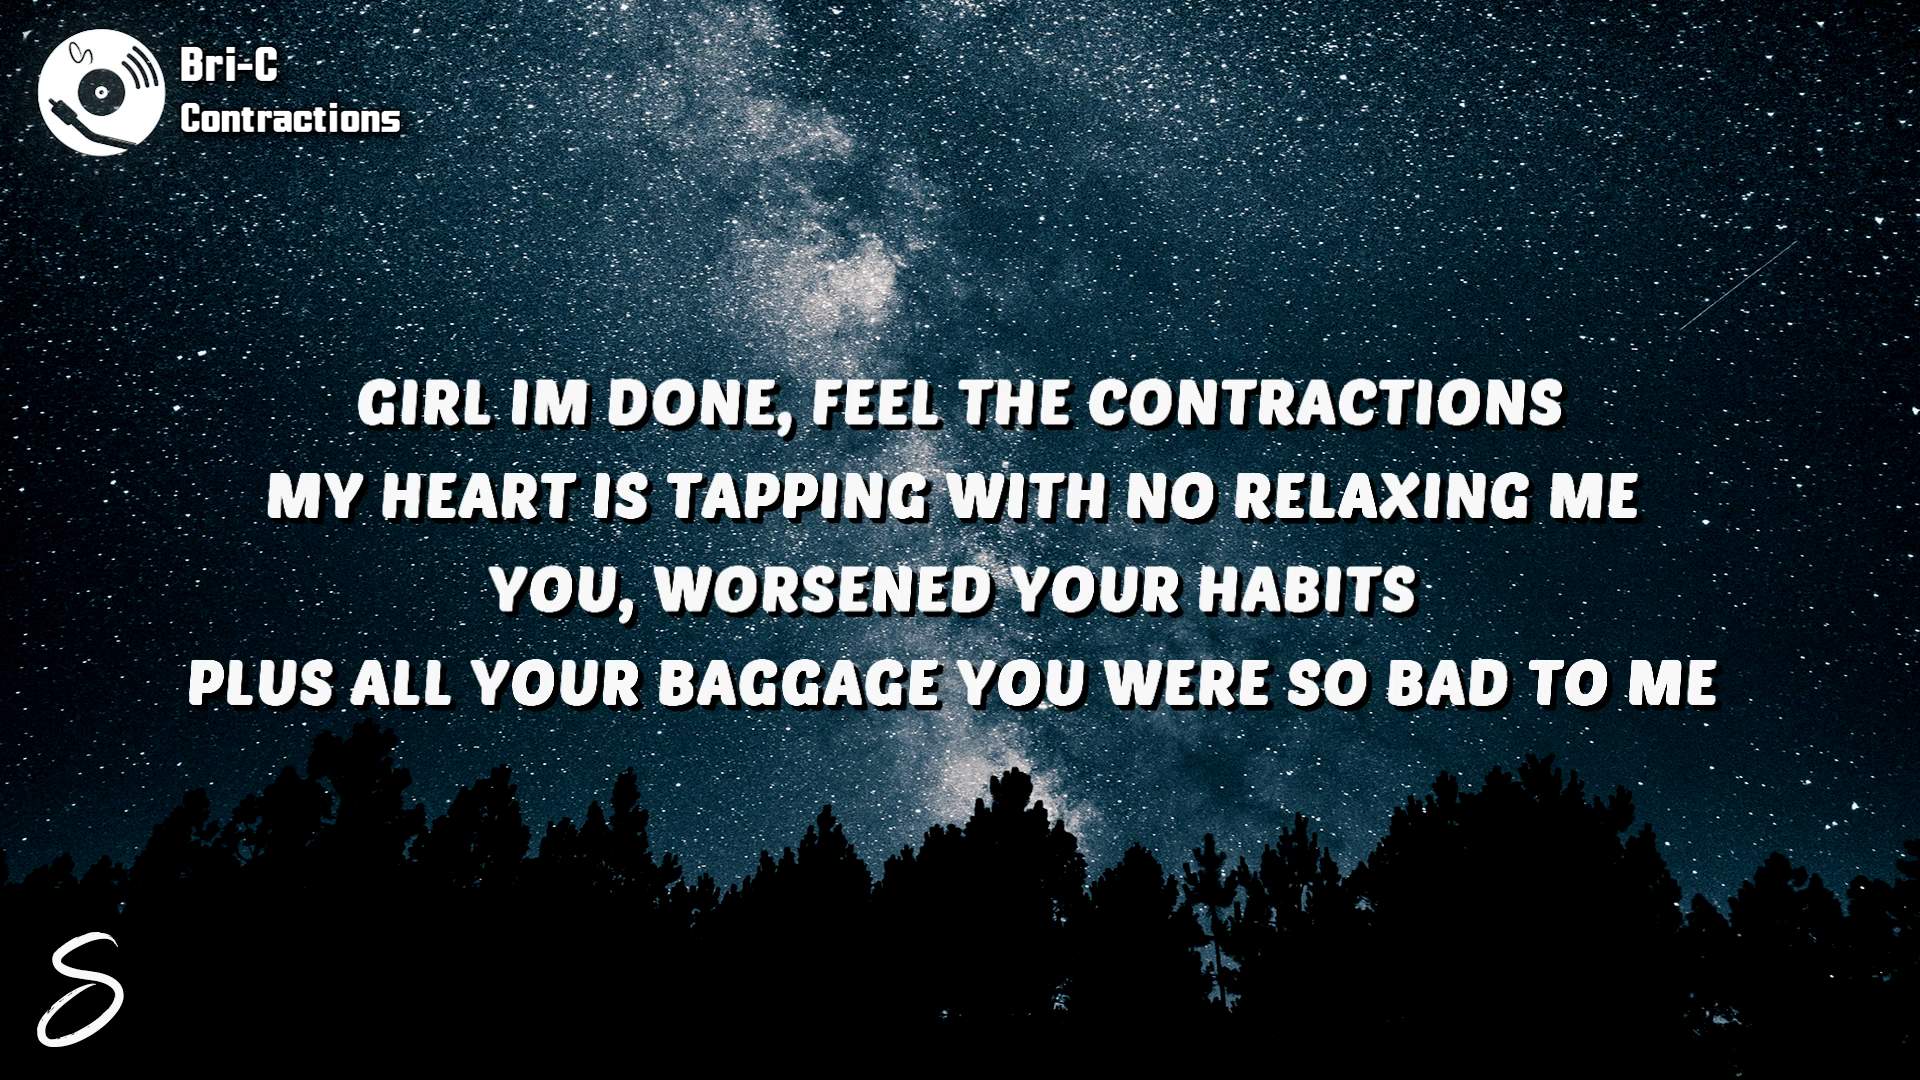 Bri-C
Contractions
GIRL IM DONE, FEEL THE CONTRACTIONS
MY HEART IS TAPPING WITH NO RELAXING ME
YOU, WORSENED YOUR HABITS
PLUS ALL YOUR BAGGAGE YOU WERE SO BAD TO ME
S